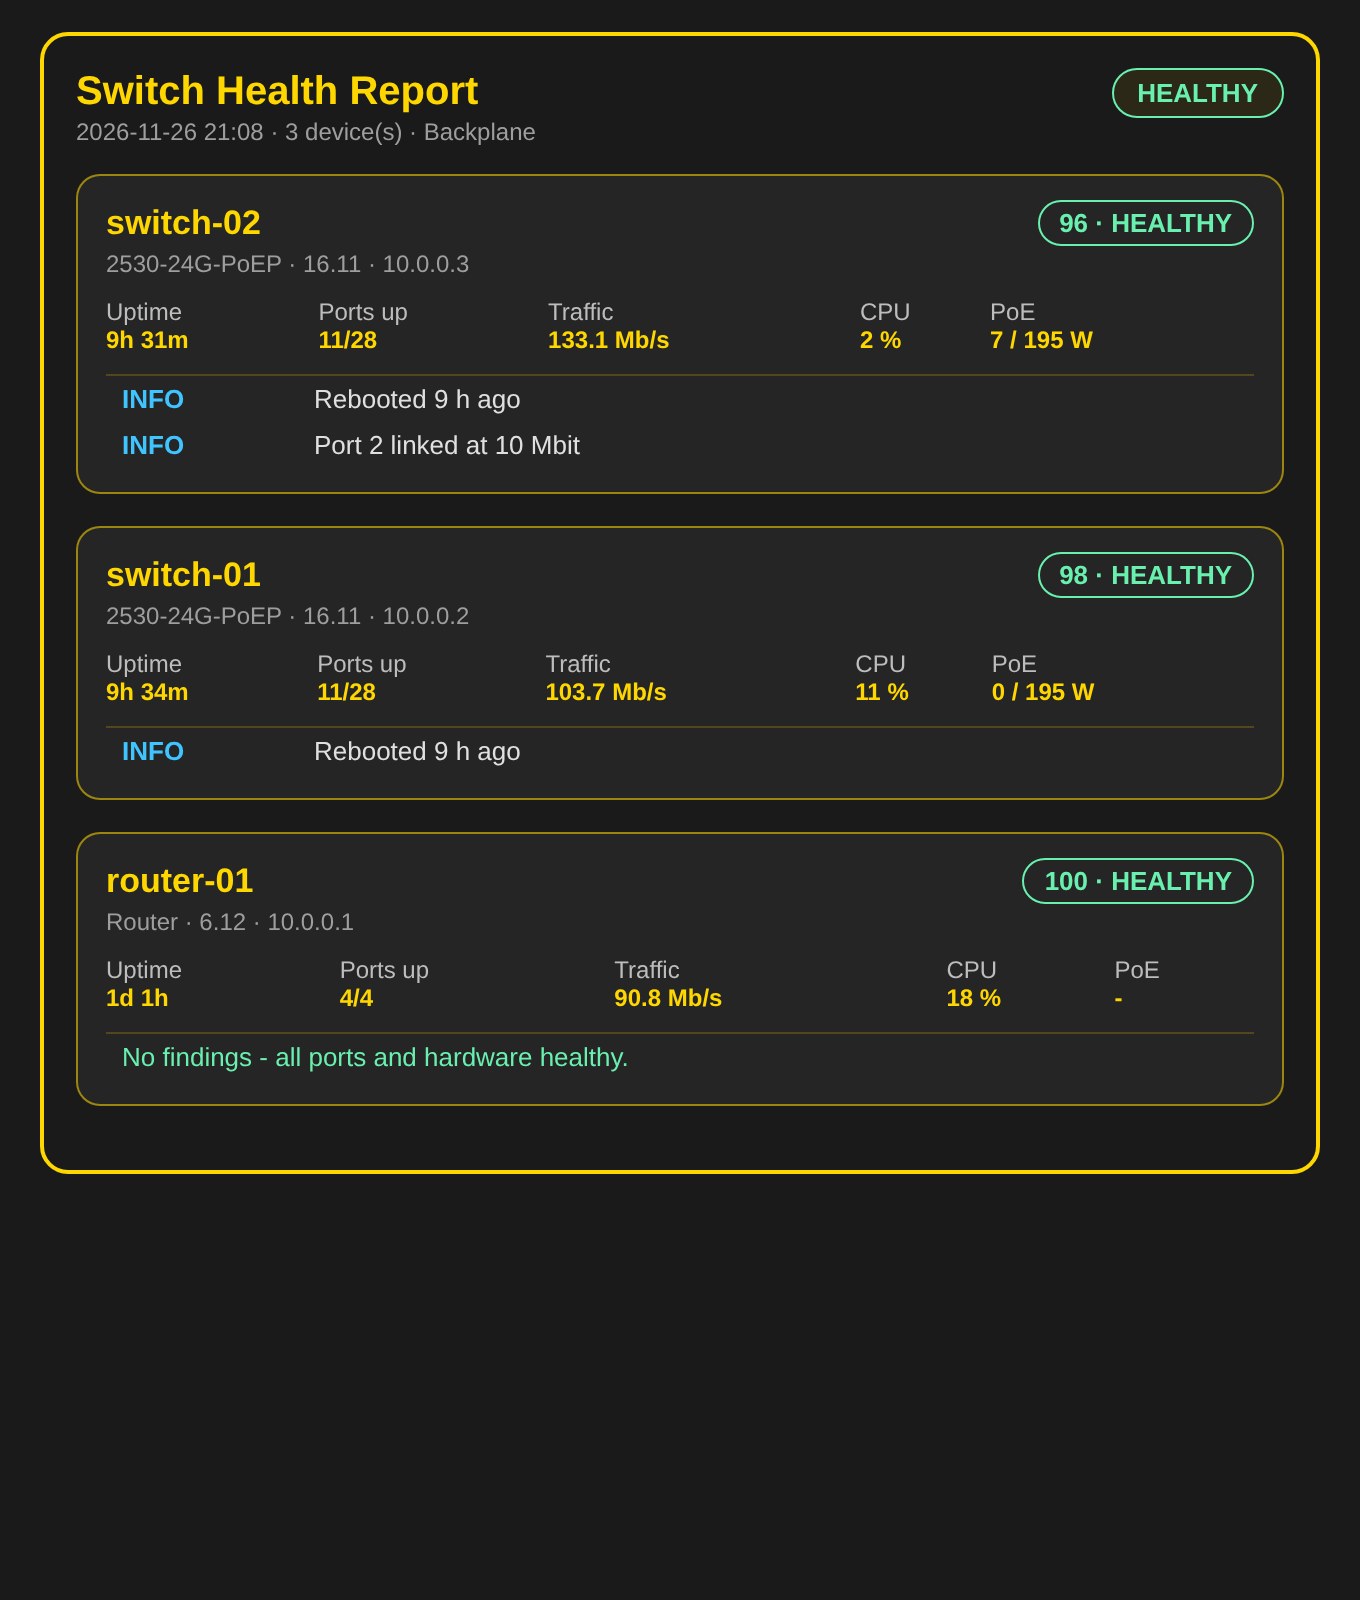 Switch Health Report
HEALTHY
2026-11-26 21:08 · 3 device(s) · Backplane
switch-02
96 · HEALTHY
2530-24G-PoEP · 16.11 · 10.0.0.3
Uptime Ports up Traffic CPU PoE
9h 31m 11/28 133.1 Mb/s 2 % 7 / 195 W
INFO Rebooted 9 h ago
INFO Port 2 linked at 10 Mbit
switch-01
98 · HEALTHY
2530-24G-PoEP · 16.11 · 10.0.0.2
Uptime Ports up Traffic CPU PoE
9h 34m 11/28 103.7 Mb/s 11 % 0 / 195 W
INFO Rebooted 9 h ago
router-01
100 · HEALTHY
Router · 6.12 · 10.0.0.1
Uptime Ports up Traffic CPU PoE
1d 1h 4/4 90.8 Mb/s 18 % -
No findings - all ports and hardware healthy.